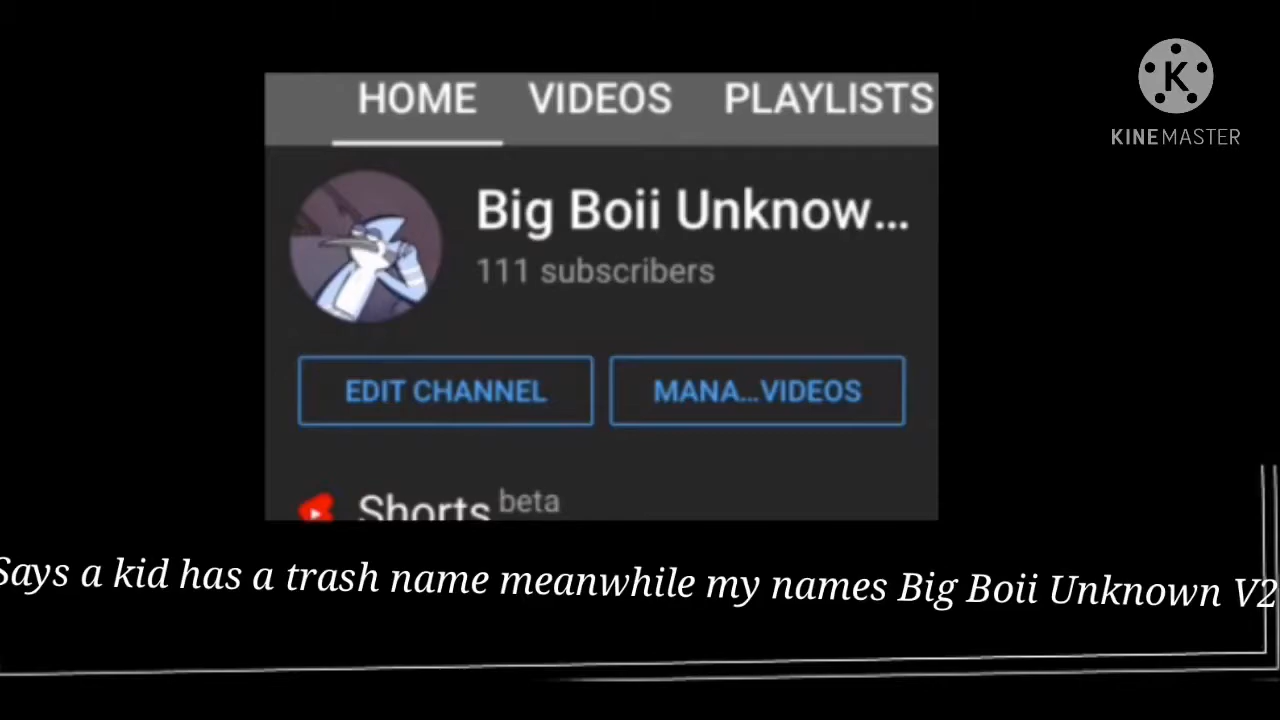 K
KINEMASTER
HOME VIDEOS PLAYLISTS
Big Boii Unknow...
111 subscribers
EDIT CHANNEL MANA...VIDEOS
Shorts beta
Says a kid has a trash name meanwhile my names Big Boii Unknown V2